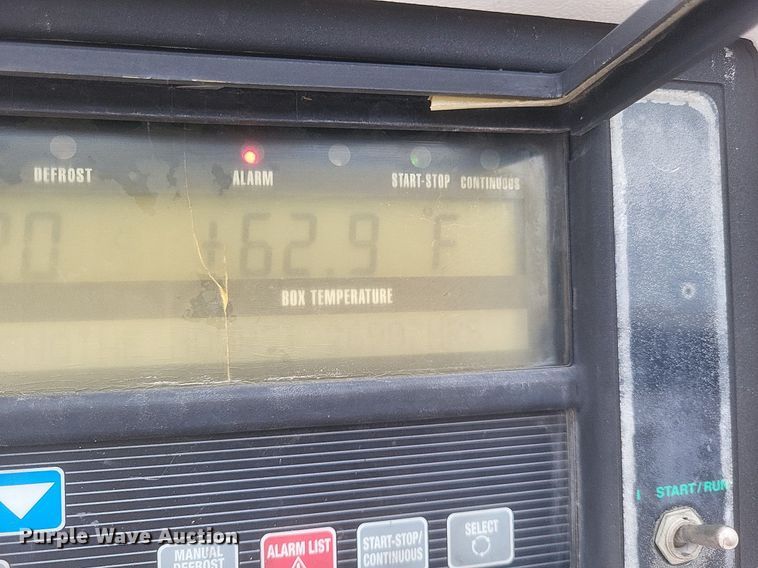 DEFROST ALARM START-STOP CONTINUOUS
+62.9 F
BOX TEMPERATURE
START/RUN
MANUAL DEFROST
ALARM LIST
START-STOP/ CONTINUOUS
SELECT
Purple Wave Auction